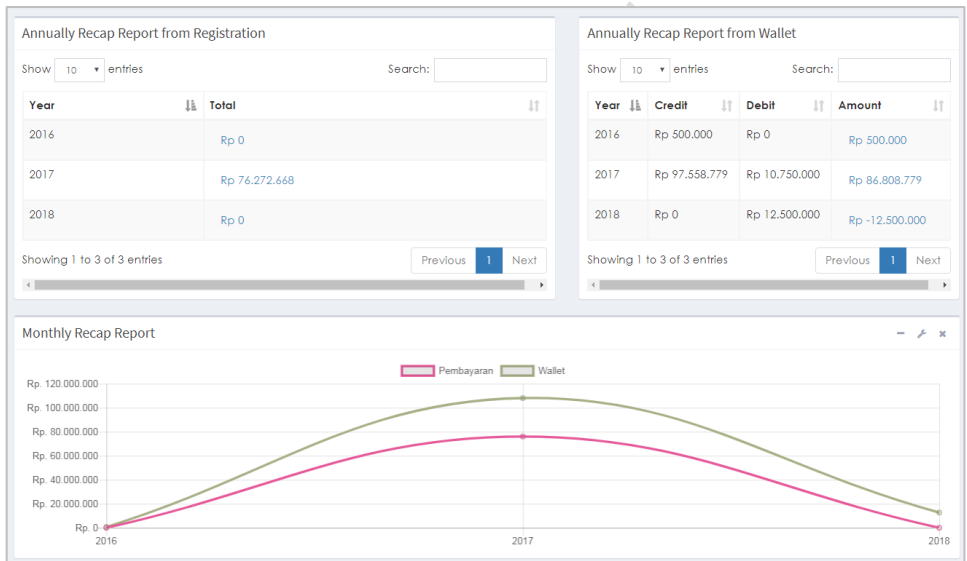 Annually Recap Report from Registration
Show 10 entries Search:
Year Total
2016 Rp 0
2017 Rp 76.272.668
2018 Rp 0
Showing 1 to 3 of 3 entries Previous 1 Next
Annually Recap Report from Wallet
Show 10 entries Search:
Year Credit Debit Amount
2016 Rp 500.000 Rp 0 Rp 500.000
2017 Rp 97.558.779 Rp 10.750.000 Rp 86.808.779
2018 Rp 0 Rp 12.500.000 Rp -12.500.000
Showing 1 to 3 of 3 entries Previous 1 Next
Monthly Recap Report
Pembayaran Wallet
Rp. 120.000.000
Rp. 100.000.000
Rp. 80.000.000
Rp. 60.000.000
Rp. 40.000.000
Rp. 20.000.000
Rp. 0
2016 2017 2018